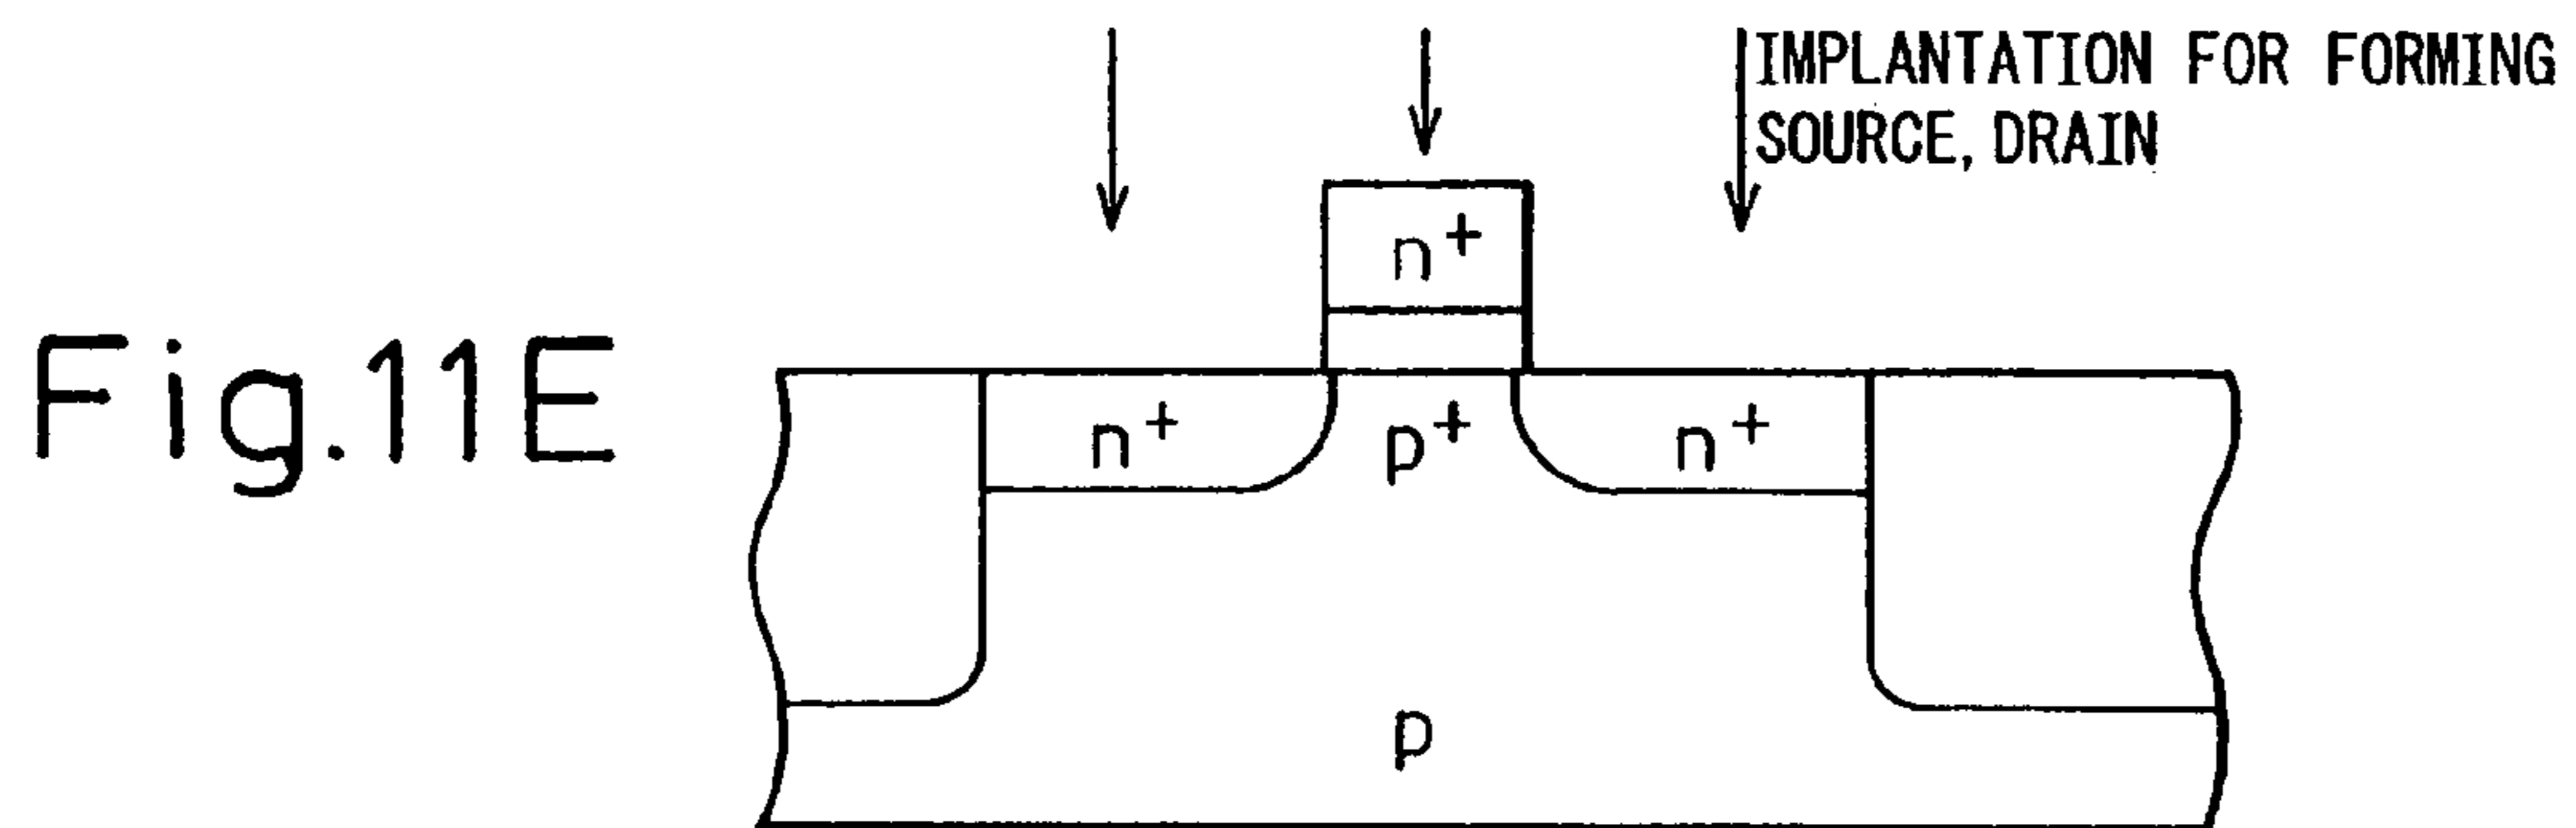 IMPLANTATION FOR FORMING
SOURCE, DRAIN
n+
Fig.11E
n+ p+ n+
p